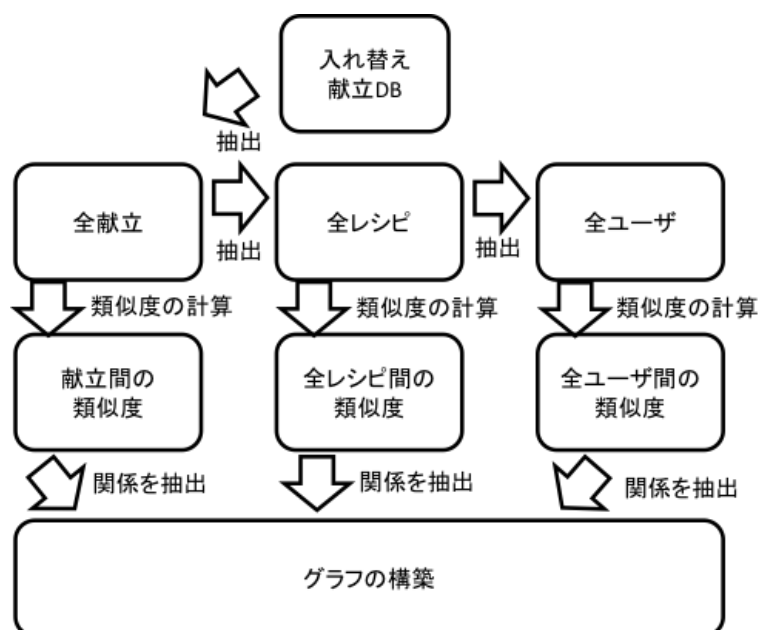 入れ替え
献立DB
抽出
全献立
抽出
全レシピ
抽出
全ユーザ
類似度の計算
類似度の計算
類似度の計算
献立間の
類似度
全レシピ間の
類似度
全ユーザ間の
類似度
関係を抽出
関係を抽出
関係を抽出
グラフの構築